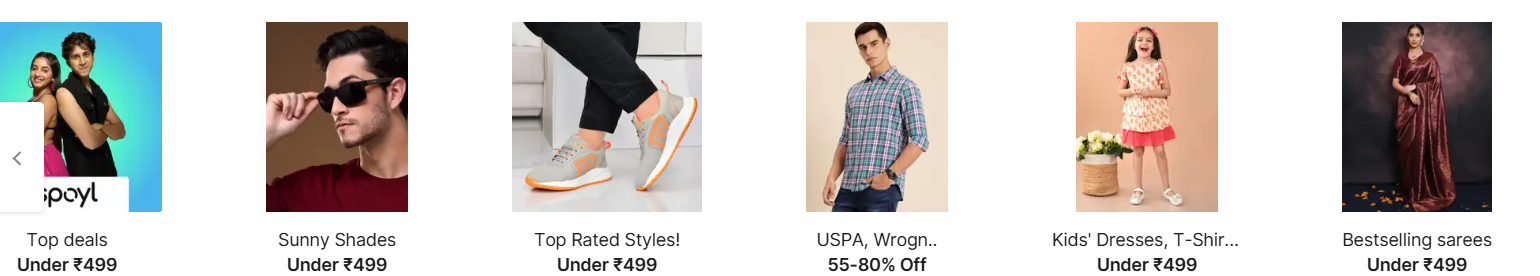 spoyl
Top deals
Under ₹499
Sunny Shades
Under ₹499
Top Rated Styles!
Under ₹499
USPA, Wrogn..
55-80% Off
Kids' Dresses, T-Shir...
Under ₹499
Bestselling sarees
Under ₹499